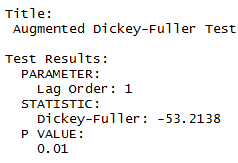 Title:
Augmented Dickey-Fuller Test
Test Results:
PARAMETER:
Lag Order: 1
STATISTIC:
Dickey-Fuller: -53.2138
P VALUE:
0.01